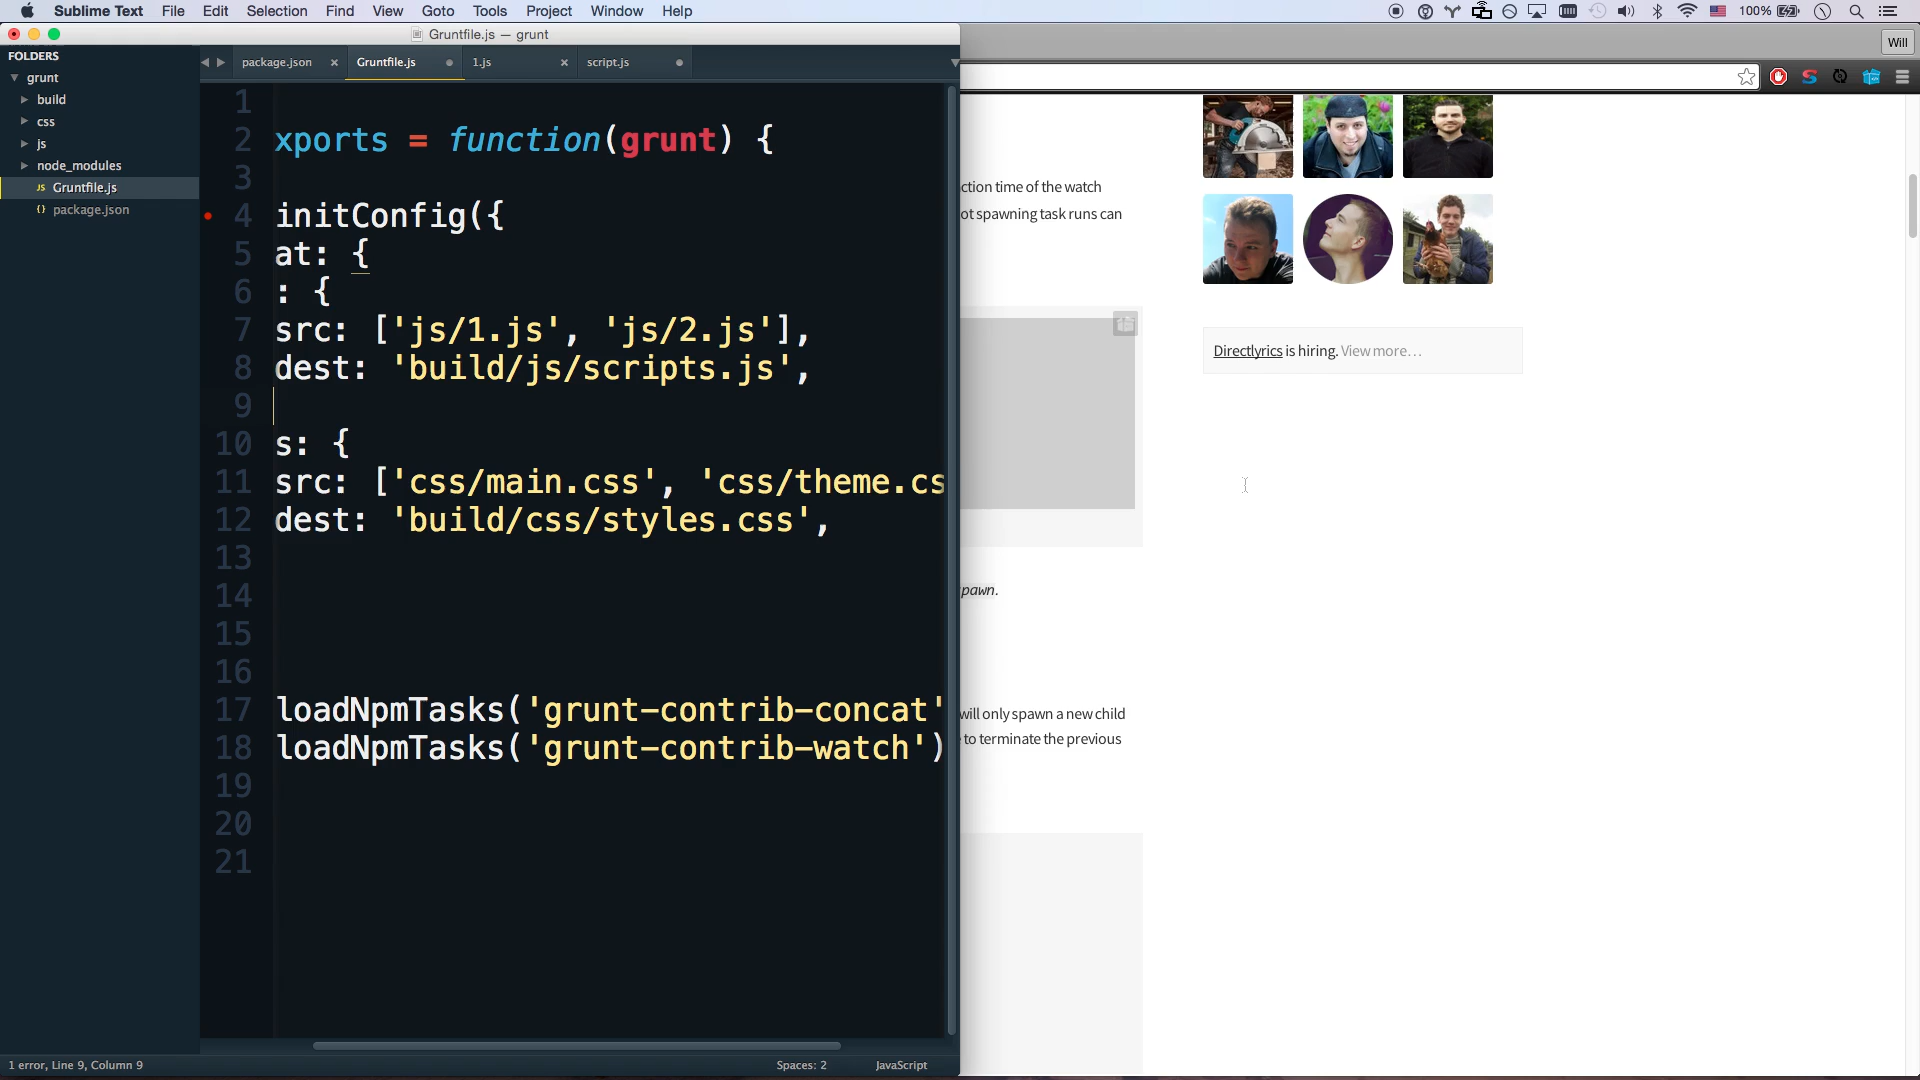 Sublime Text File Edit Selection Find View Goto Tools Project Window Help 100%
Gruntfile.js — grunt
Will
FOLDERS
grunt
build
css
js
node_modules
JS Gruntfile.js
{} package.json
package.json × Gruntfile.js 1.js × script.js
1
2 xports = function(grunt) {
3
4 initConfig({
5 at: {
6 : {
7 src: ['js/1.js', 'js/2.js'],
8 dest: 'build/js/scripts.js',
9
10 s: {
11 src: ['css/main.css', 'css/theme.cs
12 dest: 'build/css/styles.css',
13
14
15
16
17 loadNpmTasks('grunt-contrib-concat'
18 loadNpmTasks('grunt-contrib-watch')
19
20
21
1 error, Line 9, Column 9 Spaces: 2 JavaScript
ction time of the watch
ot spawning task runs can
pawn.
will only spawn a new child
to terminate the previous
Directlyrics is hiring. View more…